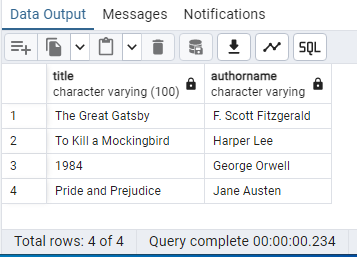 Data Output Messages Notifications
SQL
title authorname
character varying (100) character varying
1 The Great Gatsby F. Scott Fitzgerald
2 To Kill a Mockingbird Harper Lee
3 1984 George Orwell
4 Pride and Prejudice Jane Austen
Total rows: 4 of 4 Query complete 00:00:00.234